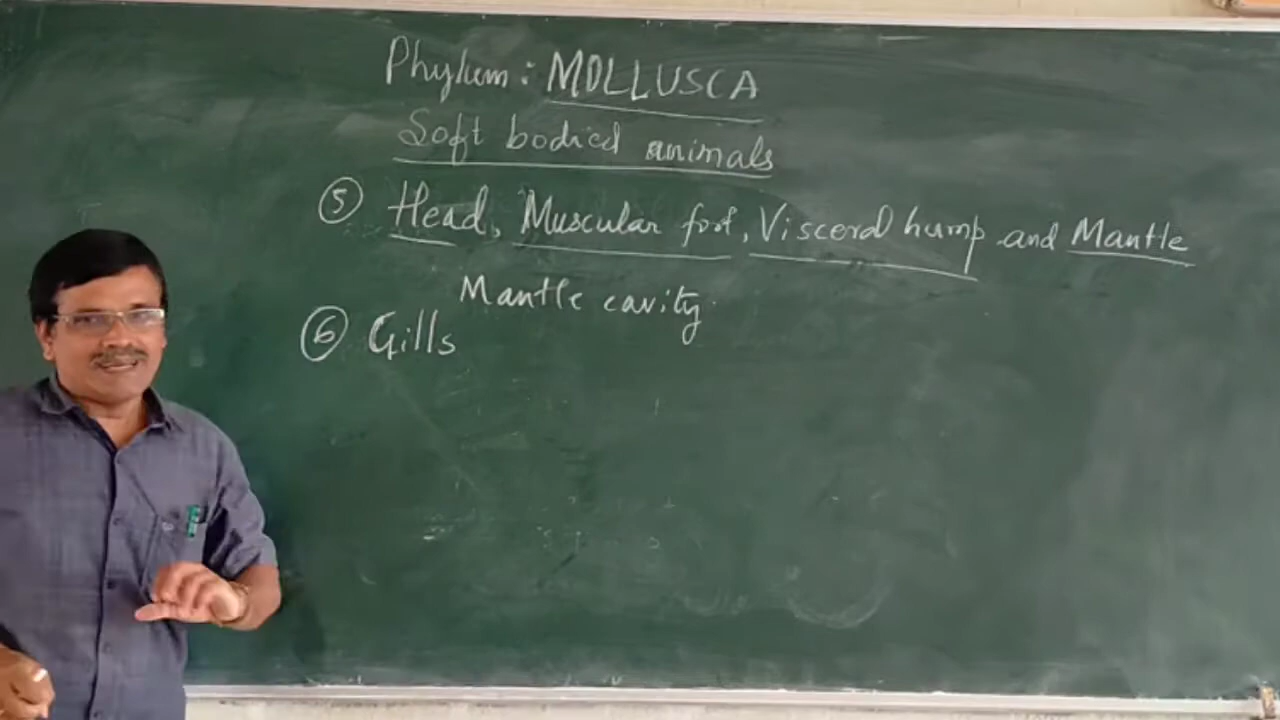 Phylum: MOLLUSCA
Soft bodied animals
⑤ Head, Muscular foot, Visceral hump and Mantle
Mantle cavity.
⑥ Gills